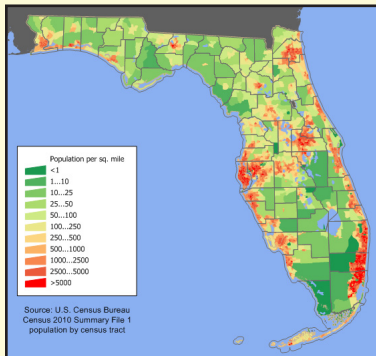 Population per sq. mile
<1
1...10
10...25
25...50
50...100
100...250
250...500
500...1000
1000...2500
2500...5000
>5000
Source: U.S. Census Bureau
Census 2010 Summary File 1
population by census tract